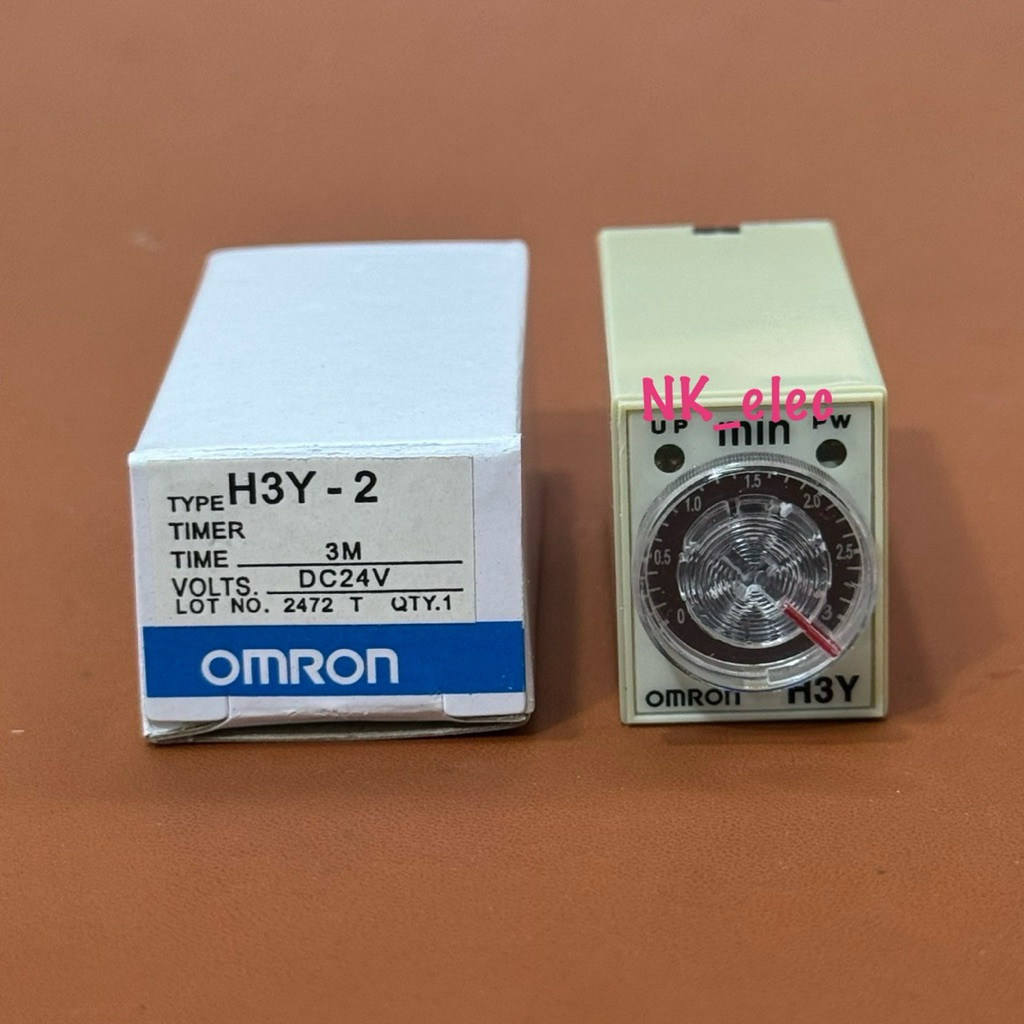 TYPE H3Y - 2
TIMER
TIME 3M
VOLTS. DC24V
LOT NO. 2472 T QTY.1
OMRON
NK_elec
UP min PW
0 0.5 1.0 1.5 2.0 2.5 3
OMRON H3Y